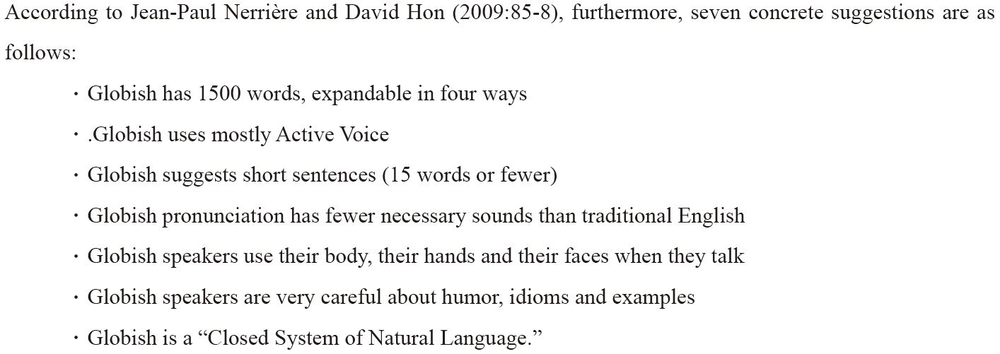 According to Jean-Paul Nerrière and David Hon (2009:85-8), furthermore, seven concrete suggestions are as
follows:
・Globish has 1500 words, expandable in four ways
・.Globish uses mostly Active Voice
・Globish suggests short sentences (15 words or fewer)
・Globish pronunciation has fewer necessary sounds than traditional English
・Globish speakers use their body, their hands and their faces when they talk
・Globish speakers are very careful about humor, idioms and examples
・Globish is a “Closed System of Natural Language.”